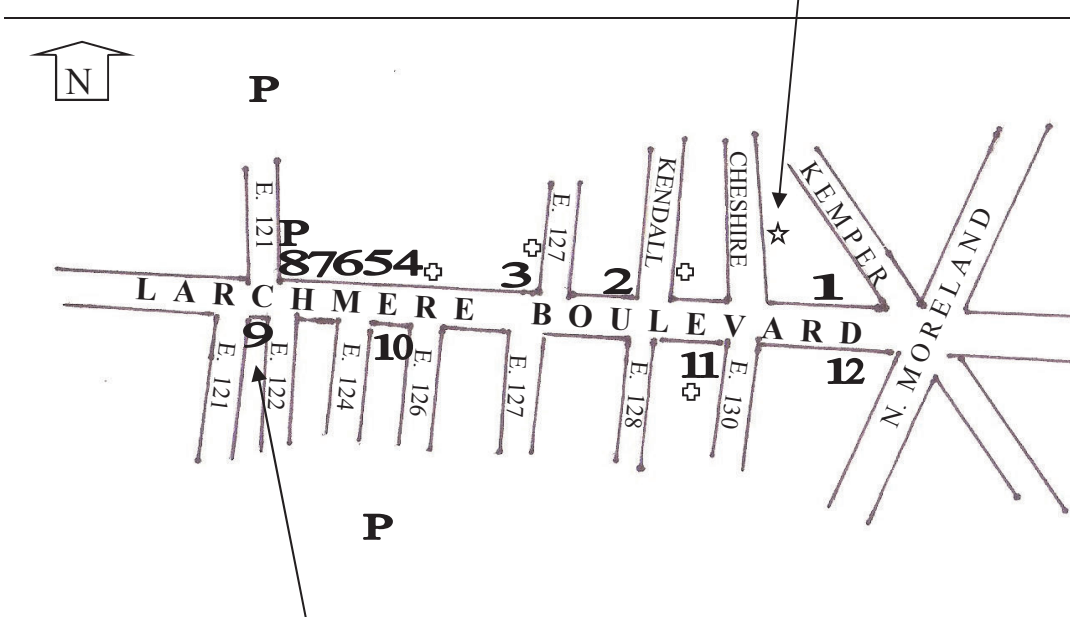 N
P
KENDALL
CHESHIRE
KEMPER
E. 121
E. 127
N. MORELAND
P
87654
3
2
1
LARCHMERE BOULEVARD
9
10
11
12
E. 121
E. 122
E. 124
E. 126
E. 127
E. 128
E. 130
P